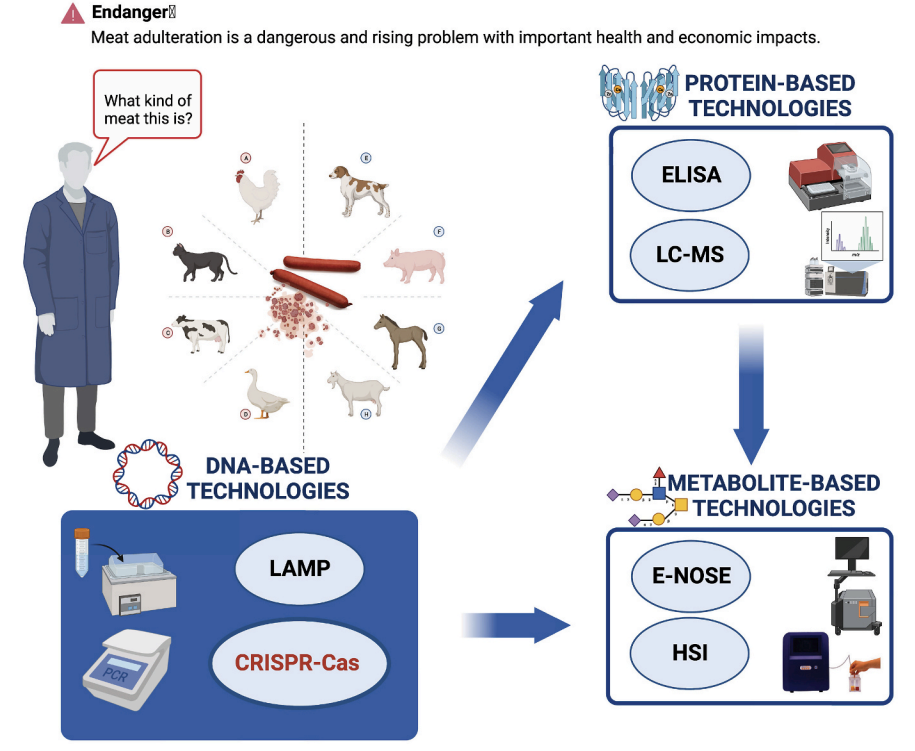 Endanger
Meat adulteration is a dangerous and rising problem with important health and economic impacts.
What kind of
meat this is?
A
E
B
F
C
G
D
H
PROTEIN-BASED
TECHNOLOGIES
ELISA
LC-MS
Intensity
m/z
DNA-BASED
TECHNOLOGIES
LAMP
CRISPR-Cas
PCR
METABOLITE-BASED
TECHNOLOGIES
E-NOSE
HSI